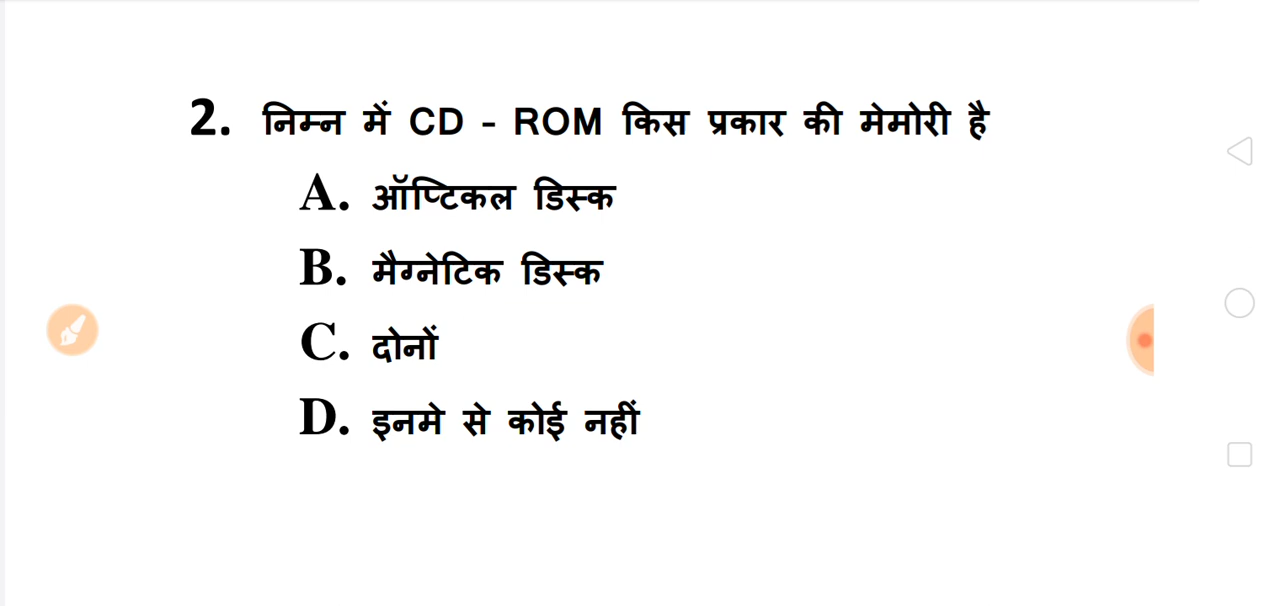 2. निम्न में CD - ROM किस प्रकार की मेमोरी है
A. ऑप्टिकल डिस्क
B. मैग्नेटिक डिस्क
C. दोनों
D. इनमे से कोई नहीं